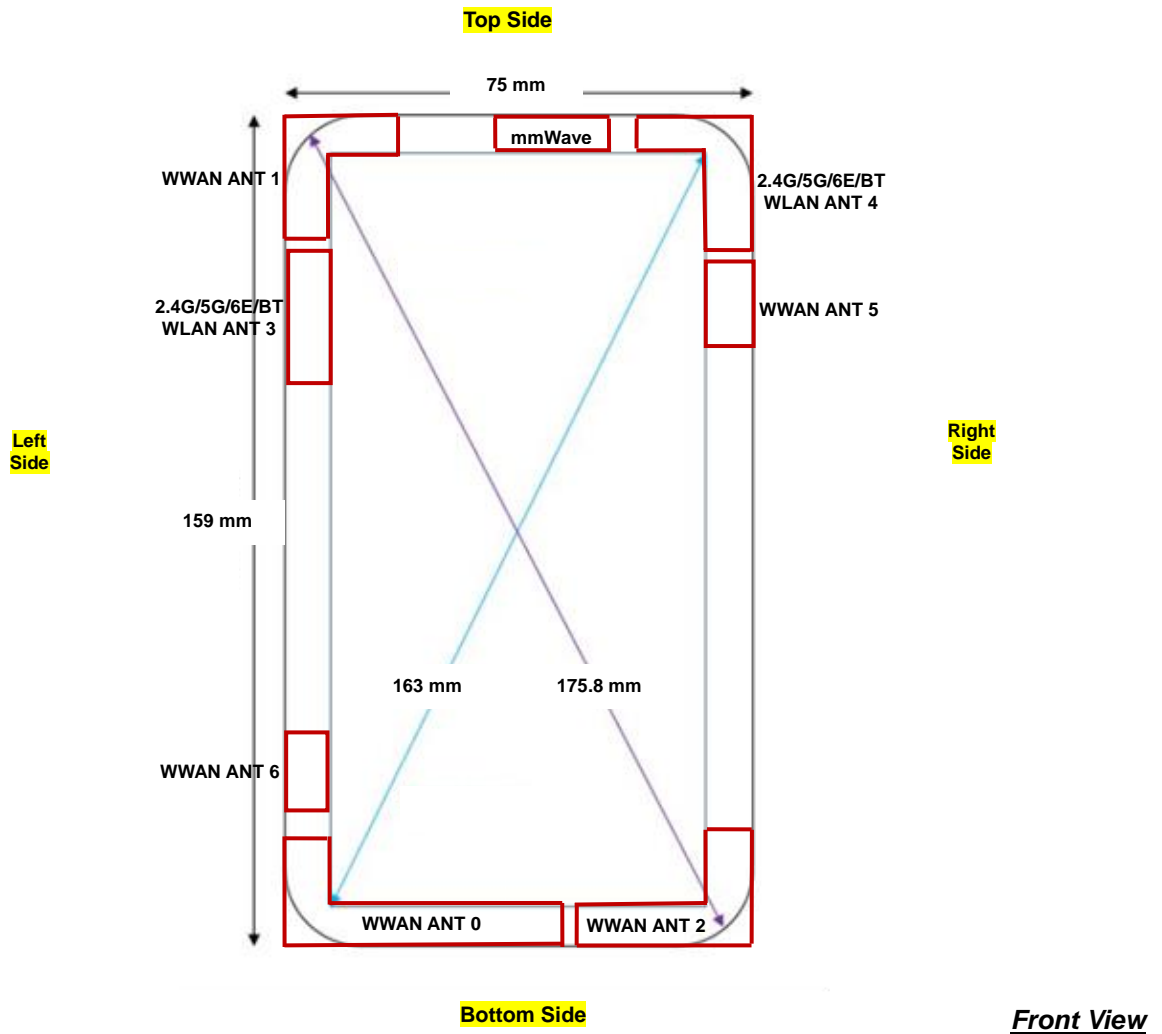 Top Side
75 mm
mmWave
WWAN ANT 1
2.4G/5G/6E/BT
WLAN ANT 4
2.4G/5G/6E/BT
WLAN ANT 3
WWAN ANT 5
Left
Side
Right
Side
159 mm
163 mm
175.8 mm
WWAN ANT 6
WWAN ANT 0
WWAN ANT 2
Bottom Side
Front View